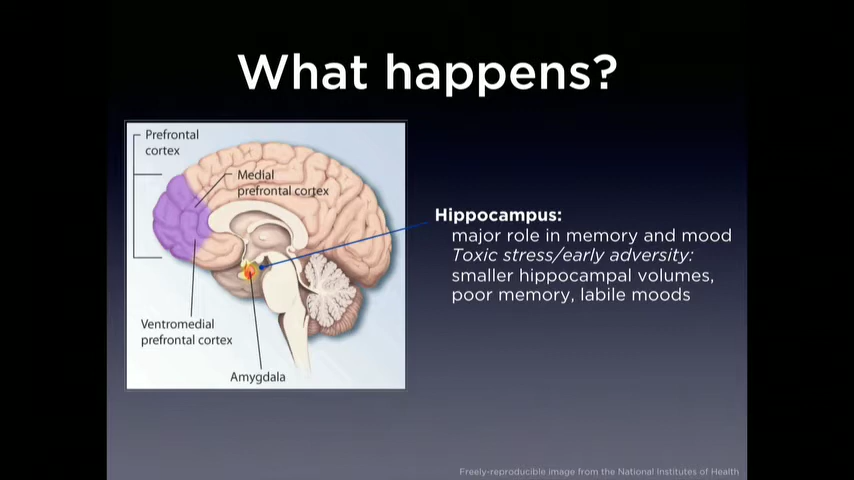 What happens?
Prefrontal
cortex
Medial
prefrontal cortex
Ventromedial
prefrontal cortex
Amygdala
Hippocampus:
major role in memory and mood
Toxic stress/early adversity:
smaller hippocampal volumes,
poor memory, labile moods
Freely-reproducible image from the National Institutes of Health